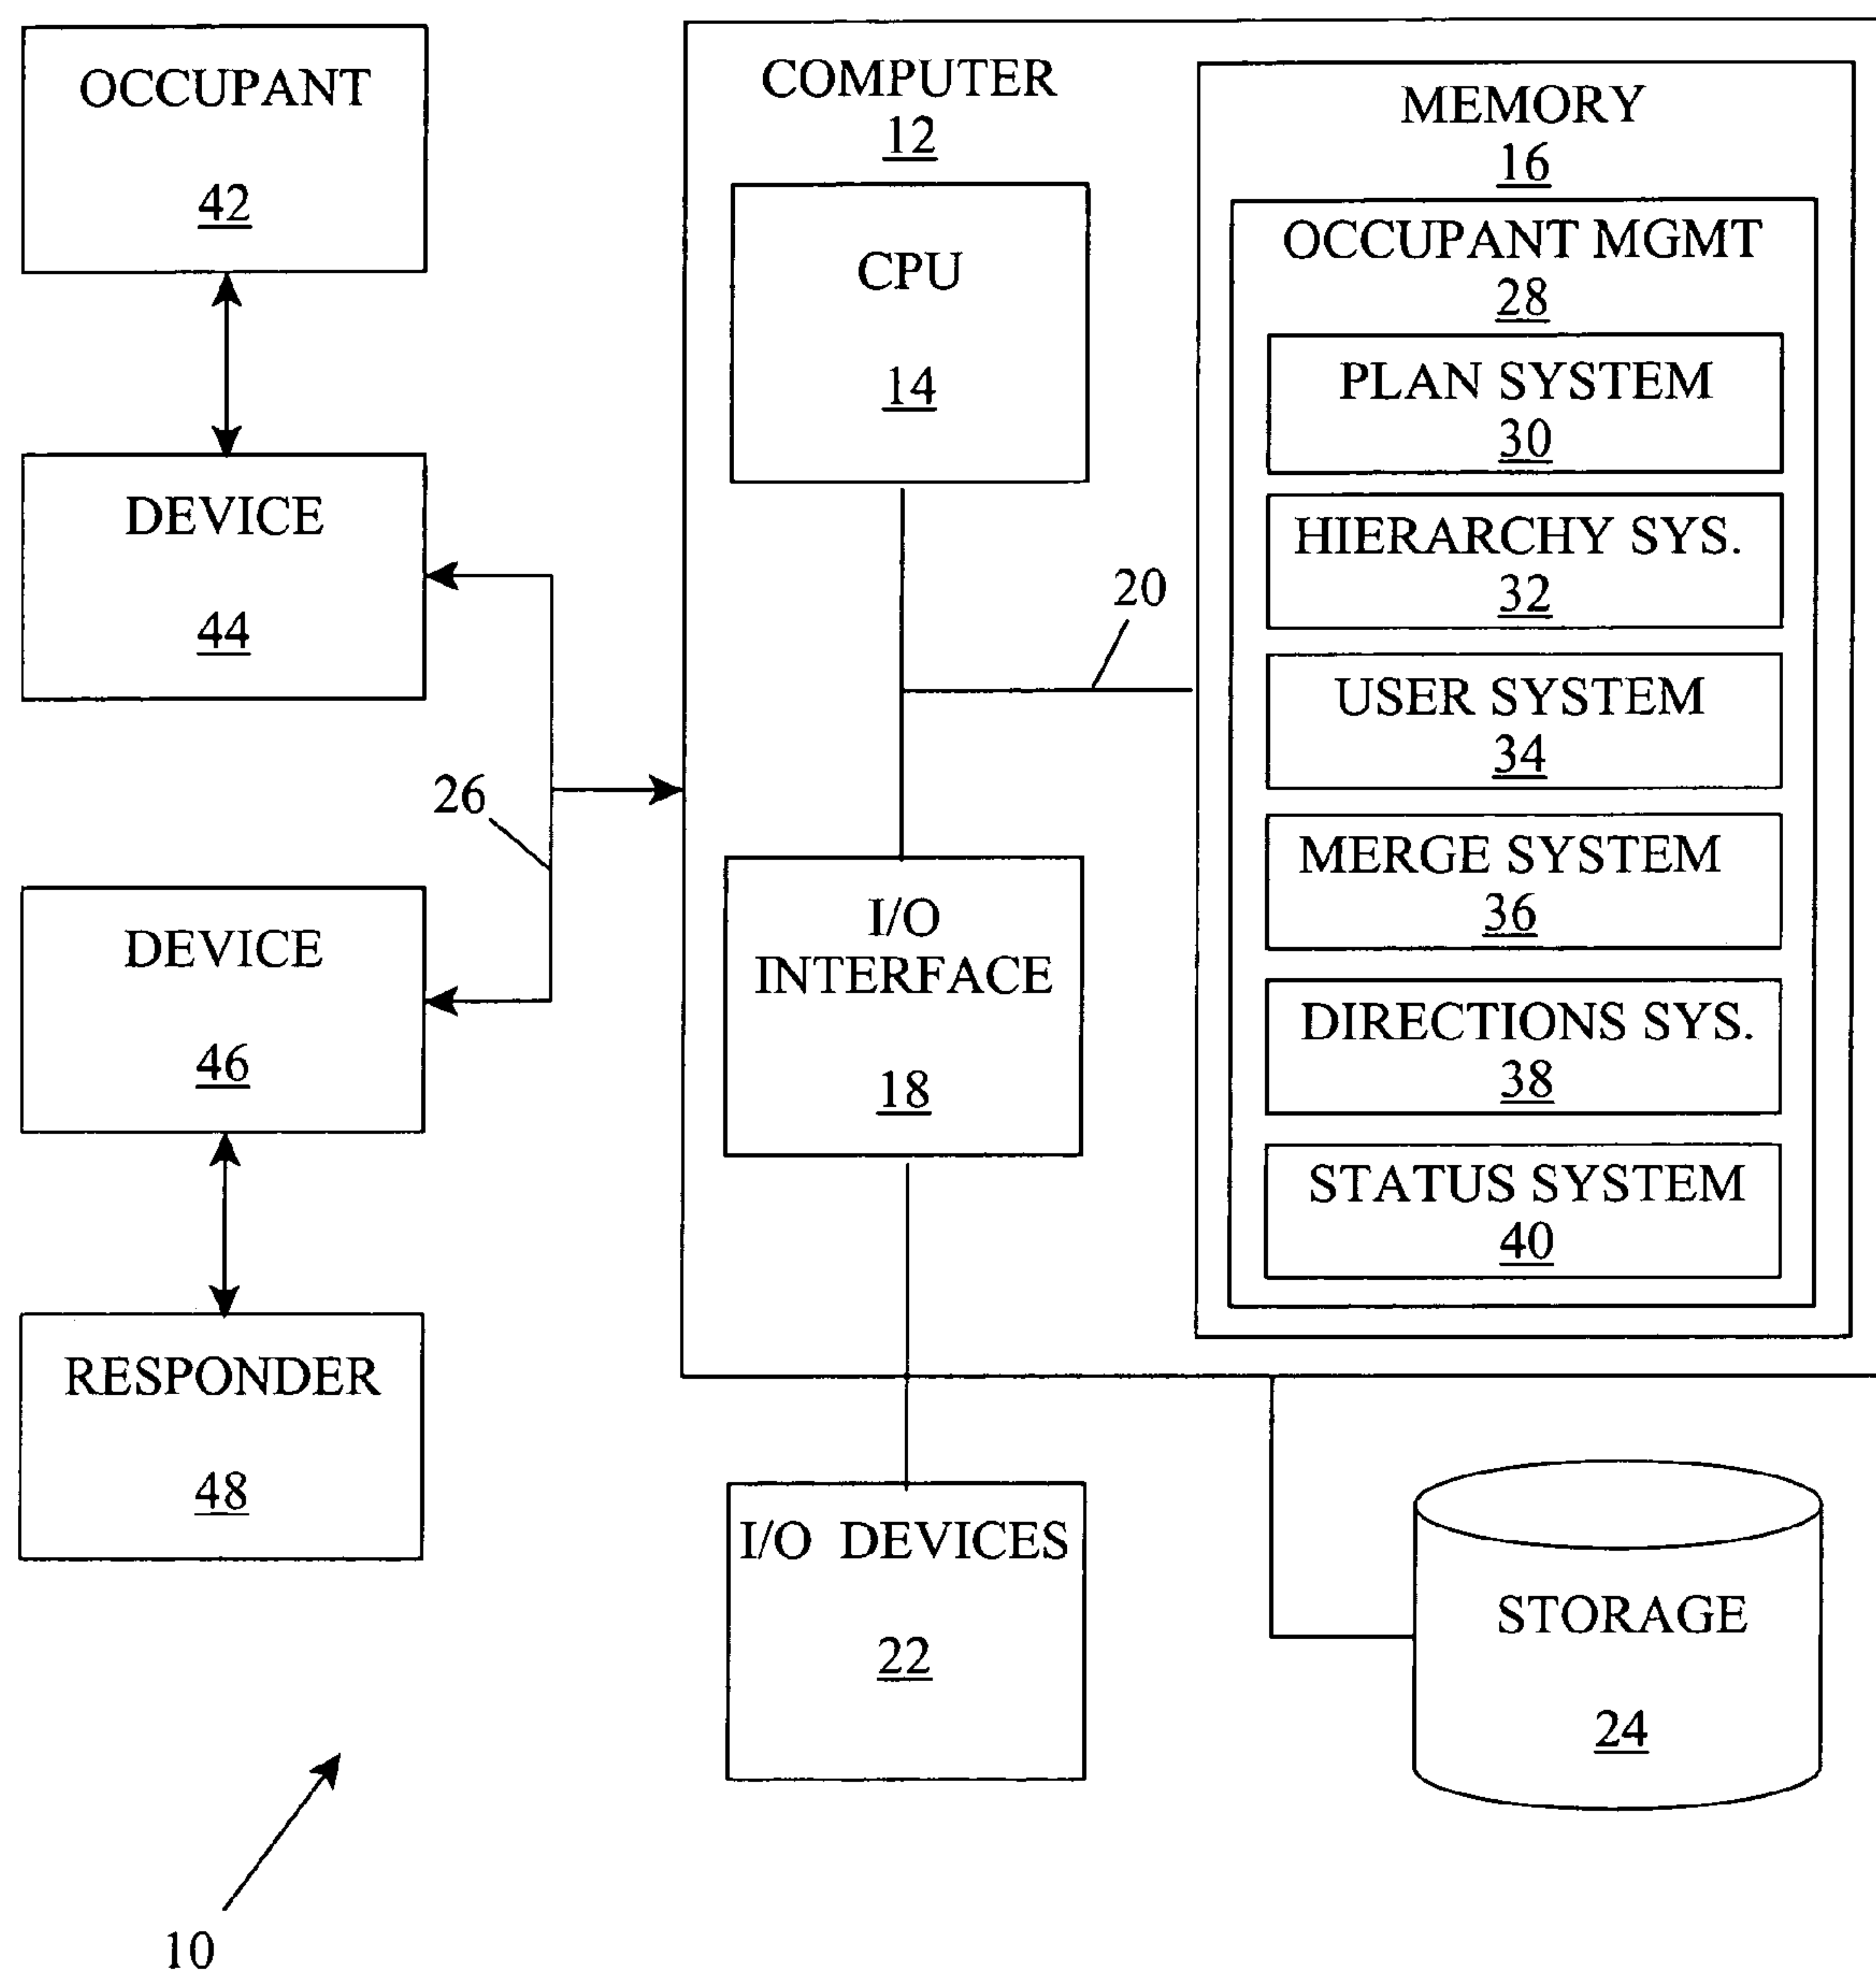 OCCUPANT
42
DEVICE
44
26
DEVICE
46
RESPONDER
48
10
COMPUTER
12
CPU
14
20
I/O
INTERFACE
18
I/O DEVICES
22
MEMORY
16
OCCUPANT MGMT
28
PLAN SYSTEM
30
HIERARCHY SYS.
32
USER SYSTEM
34
MERGE SYSTEM
36
DIRECTIONS SYS.
38
STATUS SYSTEM
40
STORAGE
24